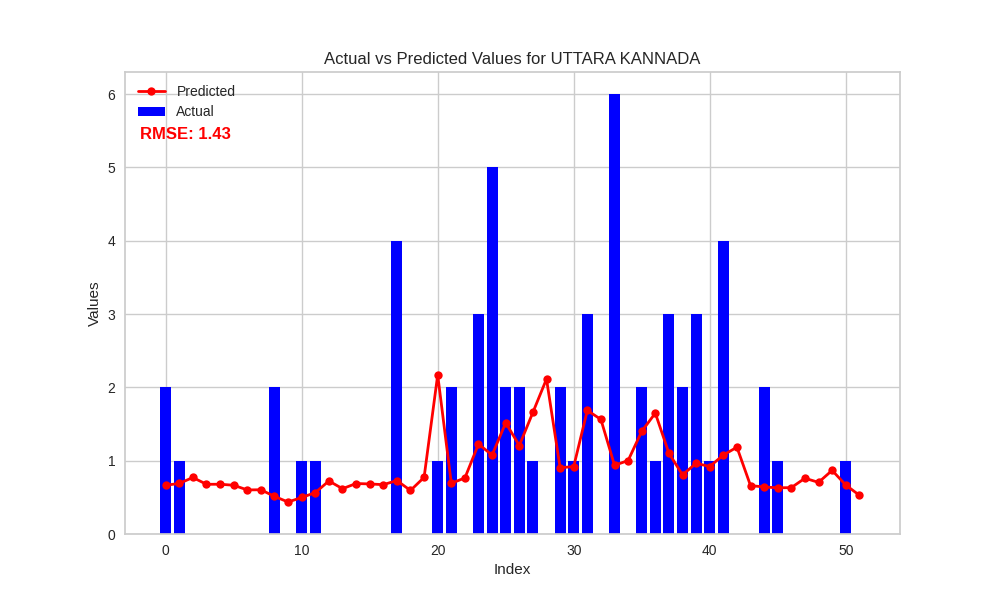 Actual vs Predicted Values for UTTARA KANNADA
Predicted
Actual
RMSE: 1.43
6
5
4
3
2
1
0
Values
0 10 20 30 40 50
Index